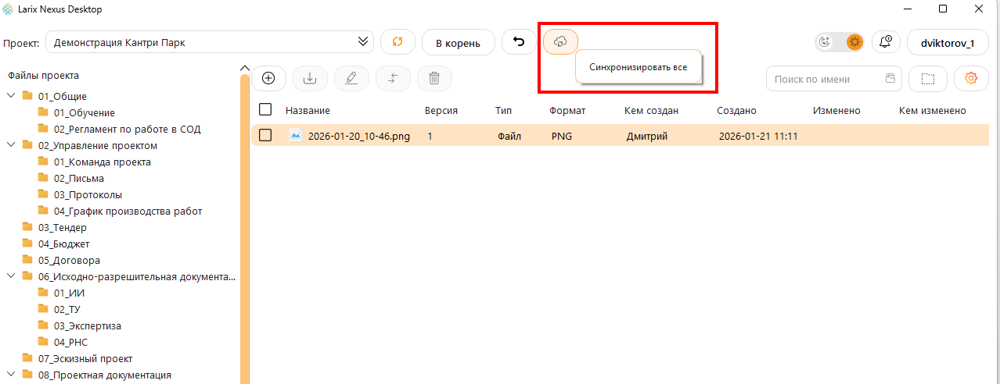 Larix Nexus Desktop
Проект: Демонстрация Кантри Парк В корень dviktorov_1
Синхронизировать все
Файлы проекта
Поиск по имени
01_Общие
01_Обучение
02_Регламент по работе в СОД
02_Управление проектом
01_Команда проекта
02_Письма
03_Протоколы
04_График производства работ
03_Тендер
04_Бюджет
05_Договора
06_Исходно-разрешительная документа...
01_ИИ
02_ТУ
03_Экспертиза
04_РНС
07_Эскизный проект
08_Проектная документация
Название Версия Тип Формат Кем создан Создано Изменено Кем изменено
2026-01-20_10-46.png 1 Файл PNG Дмитрий 2026-01-21 11:11